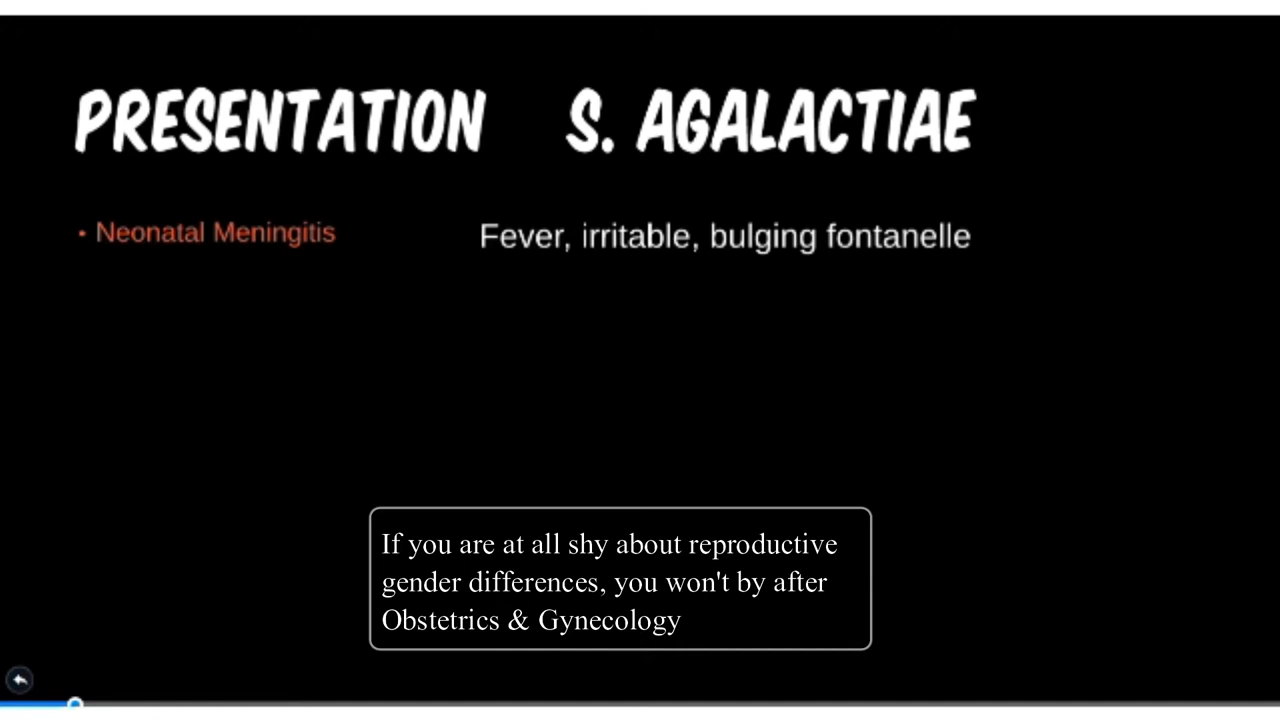 PRESENTATION S. AGALACTIAE
• Neonatal Meningitis Fever, irritable, bulging fontanelle
If you are at all shy about reproductive
gender differences, you won't by after
Obstetrics & Gynecology